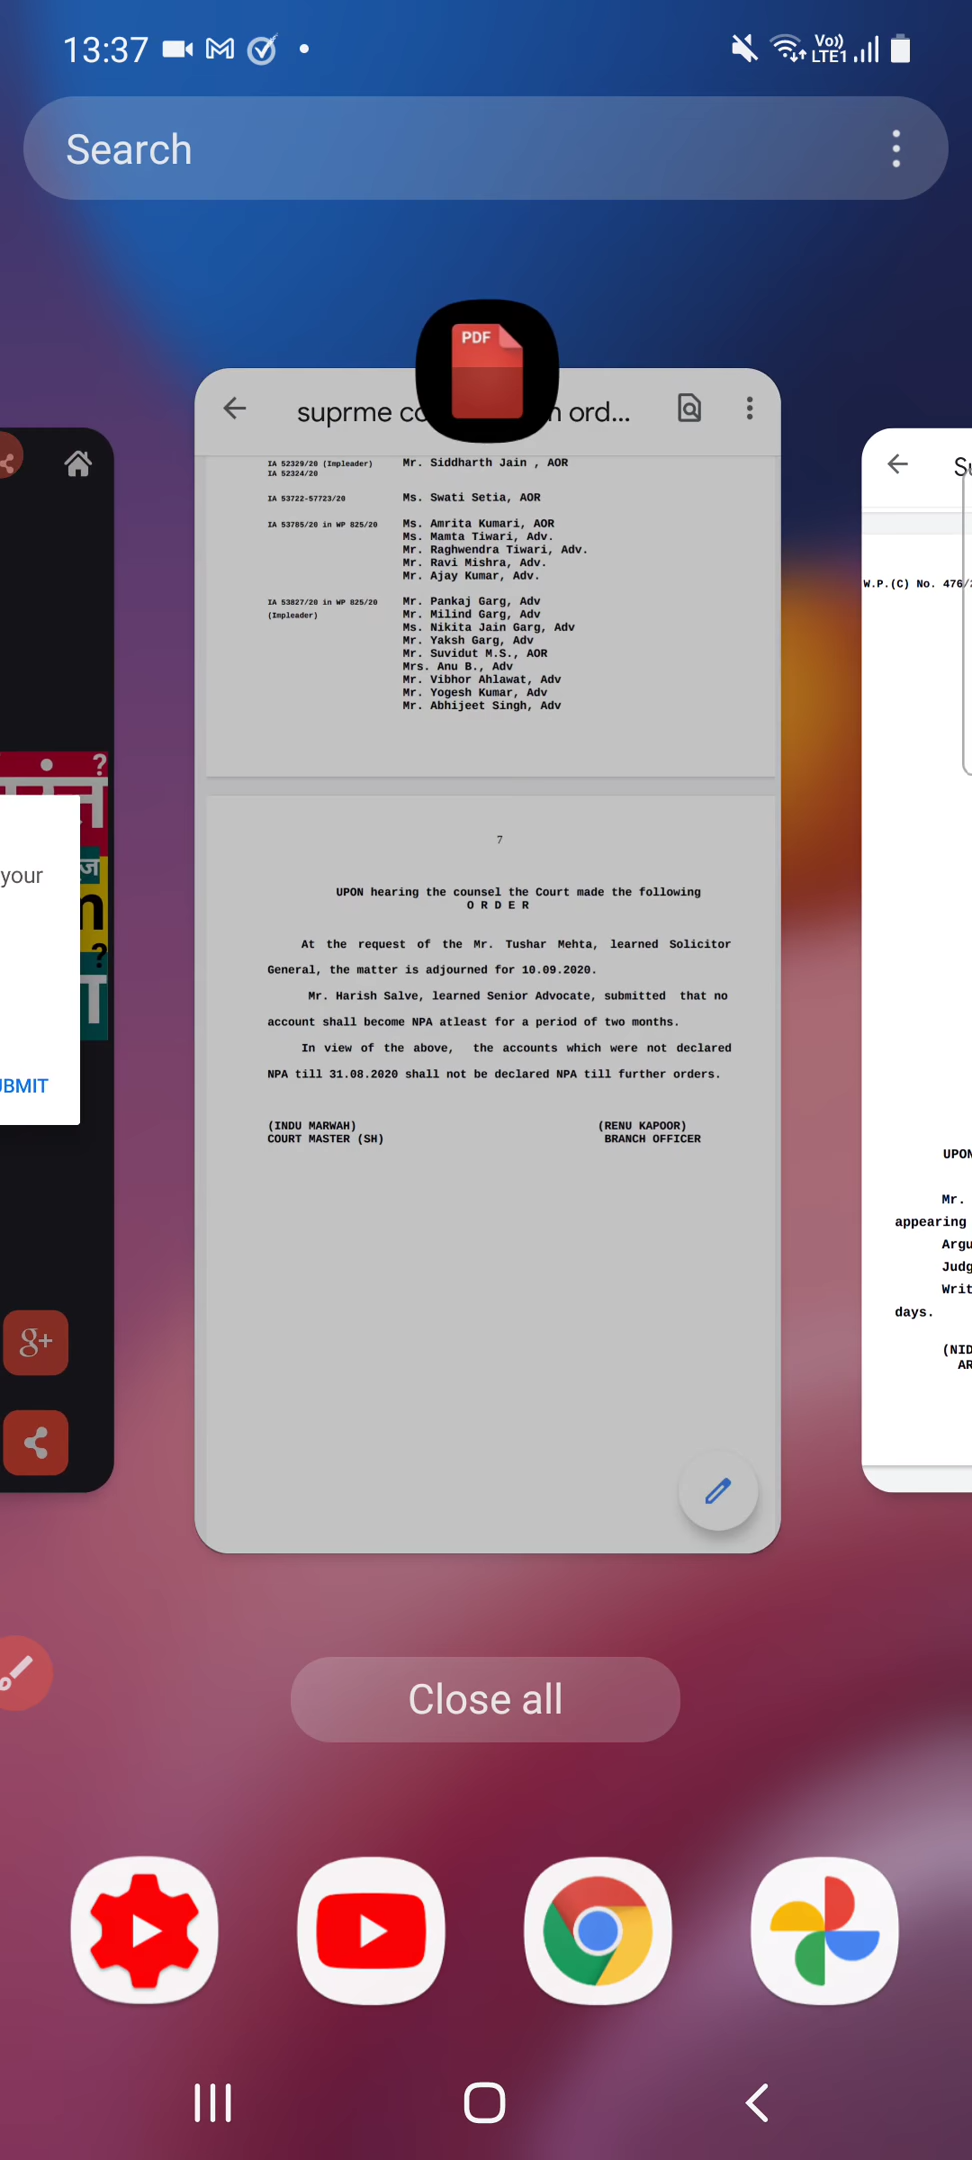 13:37
Vo))
LTE1
Search
PDF
suprme co
n ord...
IA 52329/20 (Impleader)
Mr. Siddharth Jain , AOR
IA 52324/20
IA 53722-57723/20
Ms. Swati Setia, AOR
IA 53785/20 in WP 825/20
Ms. Amrita Kumari, AOR
Ms. Mamta Tiwari, Adv.
Mr. Raghwendra Tiwari, Adv.
Mr. Ravi Mishra, Adv.
Mr. Ajay Kumar, Adv.
IA 53827/20 in WP 825/20
(Impleader)
Mr. Pankaj Garg, Adv
Mr. Milind Garg, Adv
Ms. Nikita Jain Garg, Adv
Mr. Yaksh Garg, Adv
Mr. Suvidut M.S., AOR
Mrs. Anu B., Adv
Mr. Vibhor Ahlawat, Adv
Mr. Yogesh Kumar, Adv
Mr. Abhijeet Singh, Adv
7
UPON hearing the counsel the Court made the following
O R D E R
At the request of the Mr. Tushar Mehta, learned Solicitor
General, the matter is adjourned for 10.09.2020.
Mr. Harish Salve, learned Senior Advocate, submitted that no
account shall become NPA atleast for a period of two months.
In view of the above, the accounts which were not declared
NPA till 31.08.2020 shall not be declared NPA till further orders.
(INDU MARWAH)
(RENU KAPOOR)
COURT MASTER (SH)
BRANCH OFFICER
?
ज
?
your
UBMIT
g+
W.P.(C) No. 476/
UPON
Mr.
appearing
Argu
Judg
Writ
days.
(NID
AR
Close all